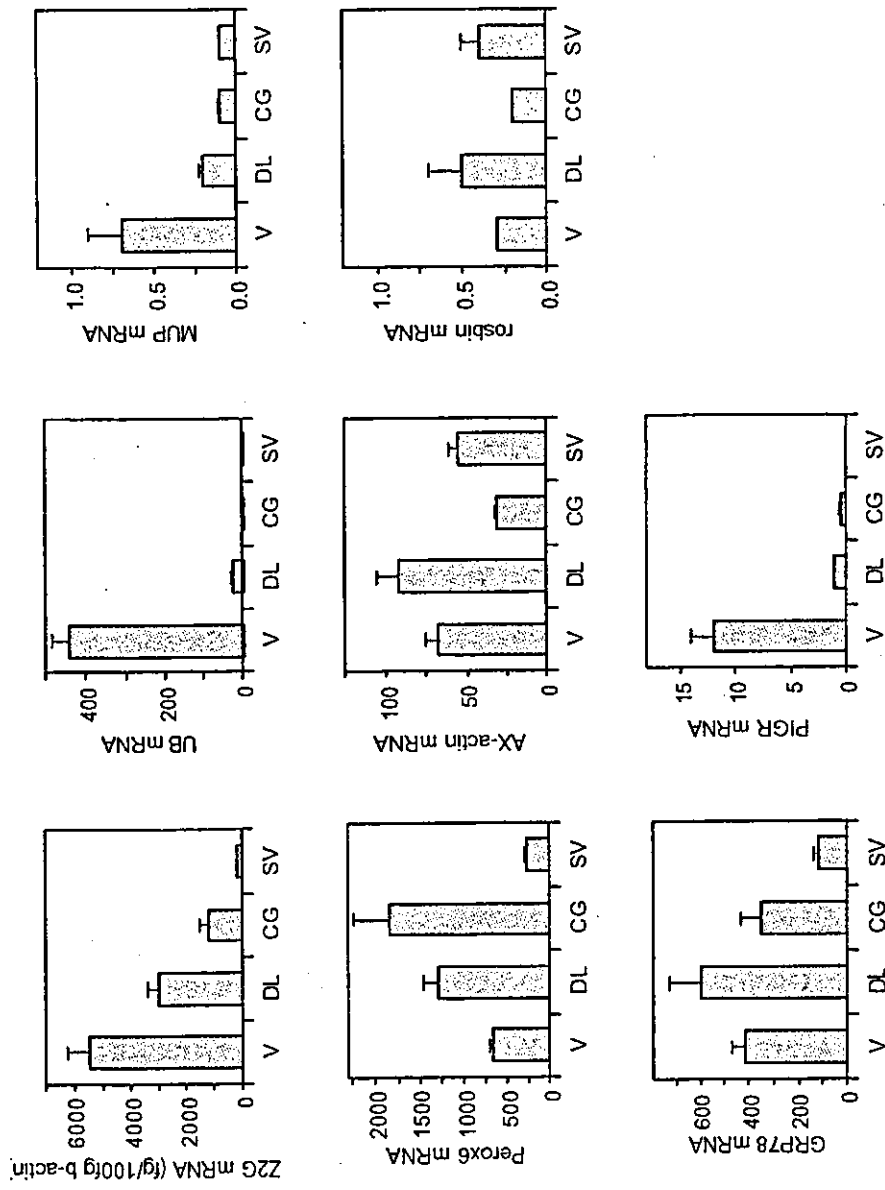 Z2G mRNA (fg/100fg b-actin)
6000
4000
2000
0
V DL CG SV
UB mRNA
400
200
0
V DL CG SV
MUP mRNA
1.0
0.5
0.0
V DL CG SV
Perox6 mRNA
2000
1500
1000
500
0
V DL CG SV
AX-actin mRNA
100
50
0
V DL CG SV
rosbin mRNA
1.0
0.5
0.0
V DL CG SV
GRP78 mRNA
600
400
200
0
V DL CG SV
PIGR mRNA
15
10
5
0
V DL CG SV